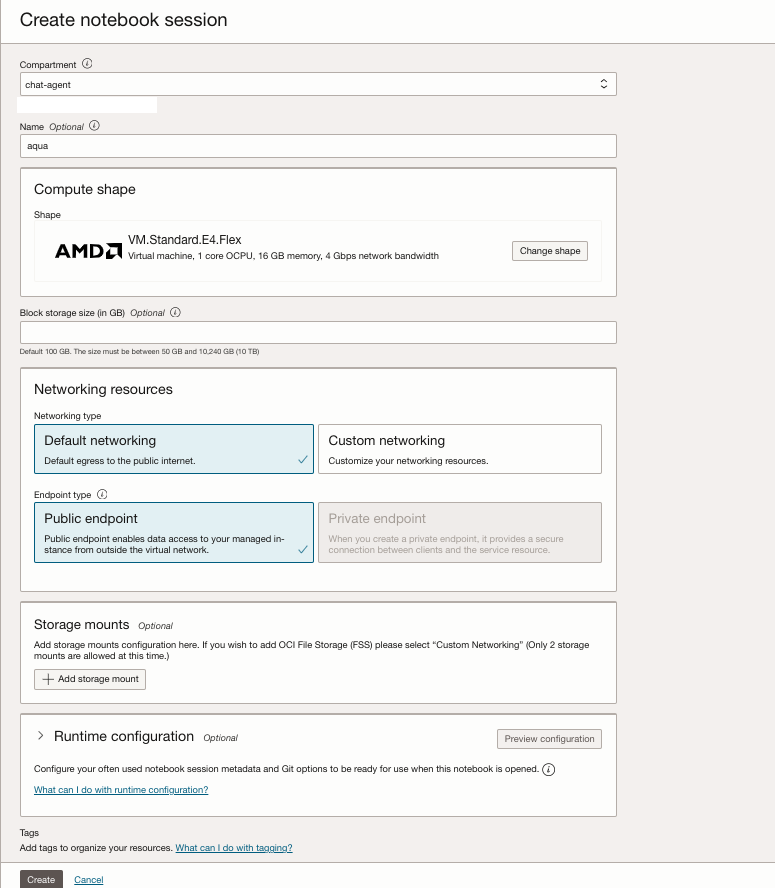 Create notebook session
Compartment
chat-agent
Name Optional
aqua
Compute shape
Shape
AMD
VM.Standard.E4.Flex
Virtual machine, 1 core OCPU, 16 GB memory, 4 Gbps network bandwidth
Change shape
Block storage size (in GB) Optional
Default 100 GB. The size must be between 50 GB and 10,240 GB (10 TB)
Networking resources
Networking type
Default networking
Default egress to the public internet.
Custom networking
Customize your networking resources.
Endpoint type
Public endpoint
Public endpoint enables data access to your managed in-
stance from outside the virtual network.
Private endpoint
When you create a private endpoint, it provides a secure
connection between clients and the service resource.
Storage mounts Optional
Add storage mounts configuration here. If you wish to add OCI File Storage (FSS) please select “Custom Networking” (Only 2 storage
mounts are allowed at this time.)
Add storage mount
Runtime configuration Optional
Preview configuration
Configure your often used notebook session metadata and Git options to be ready for use when this notebook is opened.
What can I do with runtime configuration?
Tags
Add tags to organize your resources. What can I do with tagging?
Create Cancel